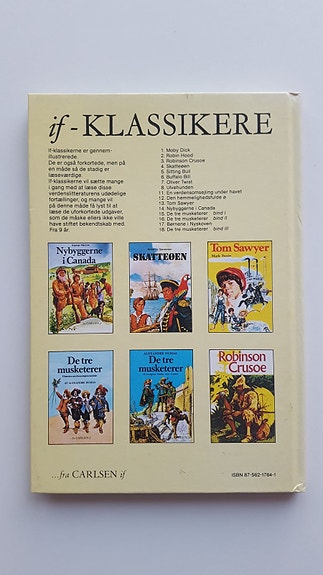 if-KLASSIKERE
If-klassikerne er gennem-
illustrerede.
De er også forkortede, men på
en måde så de stadig er
læseværdige.
If-klassikerne vil sætte mange
i gang med at læse disse
verdenslitteraturens udødelige
fortællinger, og mange vil
på denne måde få lyst til at
læse de uforkortede udgaver,
som de måske ellers ikke ville
have stiftet bekendtskab med.
Fra 9 år.
1: Moby Dick
2: Robin Hood
3: Robinson Crusoe
4: Skatteøen
5: Sitting Bull
6: Buffalo Bill
7: Oliver Twist
8: Ulvehunden
11: En verdensomsejling under havet
12: Den hemmelighedsfulde ø
13: Tom Sawyer
14: Nybyggerne i Canada
15: De tre musketerer bind I
16: De tre musketerer bind II
17: Børnene i Nyskoven
18: De tre musketerer bind III
Nybyggerne
i Canada
SKATTEØEN
Tom Sawyer
Mark Twain
De tre
musketerer
ALEXANDRE DUMAS
De tre
musketerer
Robinson
Crusoe
...fra CARLSEN if
ISBN 87-562-1764-1